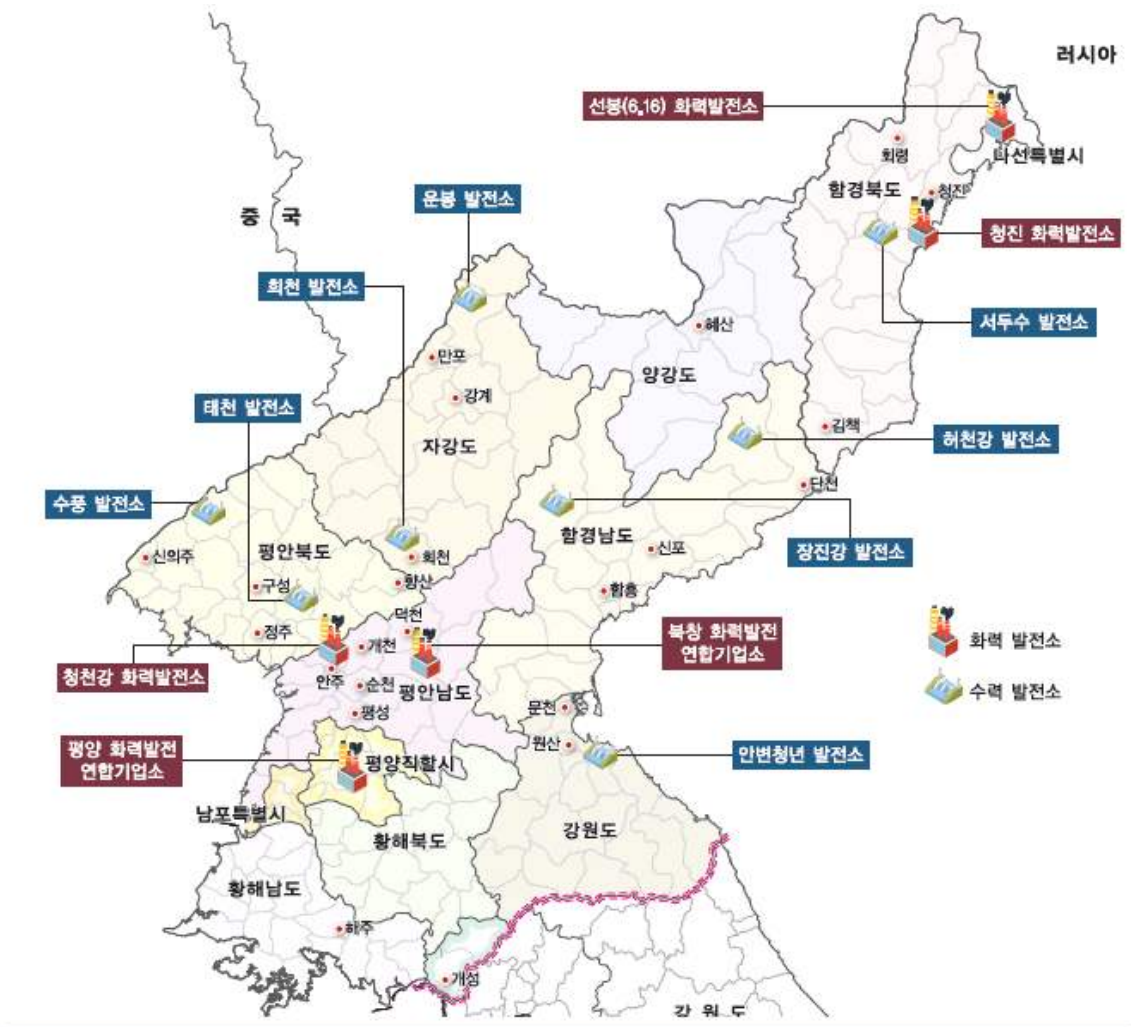 러시아
선봉(6.16) 화력발전소
회령
나선특별시
함경북도
청진
운봉 발전소
중 국
청진 화력발전소
희천 발전소
서두수 발전소
혜산
만포
양강도
강계
태천 발전소
김책
허천강 발전소
자강도
단천
수풍 발전소
함경남도
신포
장진강 발전소
평안북도
신의주
희천
향산
구성
함흥
덕천
정주
개천
북창 화력발전
연합기업소
화력 발전소
청천강 화력발전소
안주
순천
평안남도
수력 발전소
평성
문천
원산
안변청년 발전소
평양 화력발전
연합기업소
평양직할시
남포특별시
강원도
황해북도
황해남도
해주
개성
강 원 도